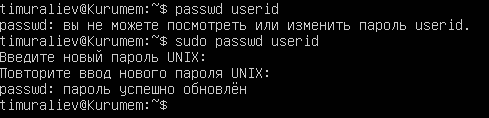 timuraliev@Kurumem:~$ passwd userid
passwd: вы не можете посмотреть или изменить пароль userid.
timuraliev@Kurumem:~$ sudo passwd userid
Введите новый пароль UNIX:
Повторите ввод нового пароля UNIX:
passwd: пароль успешно обновлён
timuraliev@Kurumem:~$